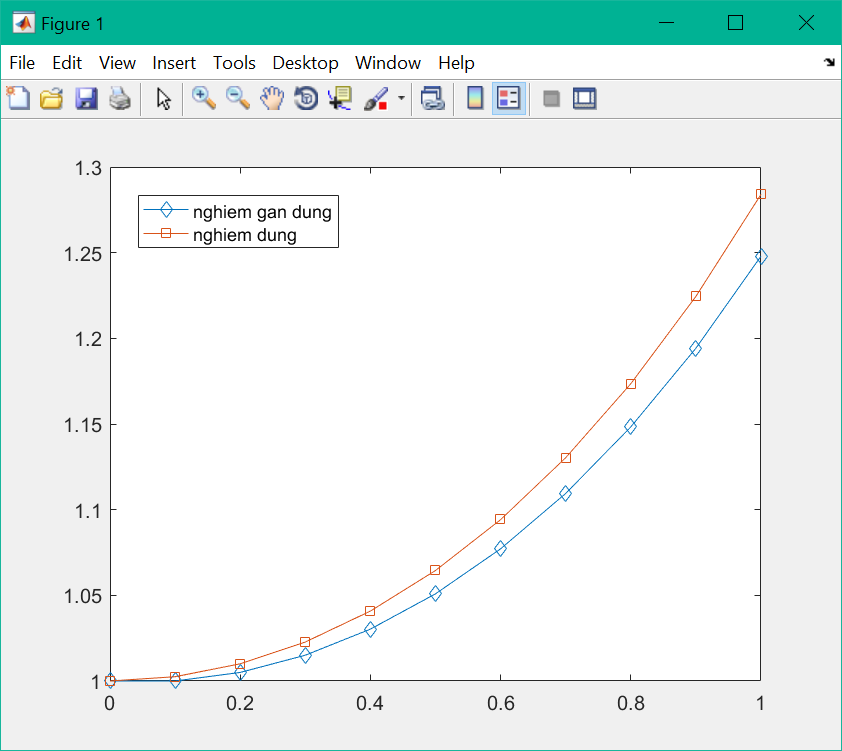 Figure 1
File Edit View Insert Tools Desktop Window Help
nghiem gan dung
nghiem dung
1.3
1.25
1.2
1.15
1.1
1.05
1
0 0.2 0.4 0.6 0.8 1